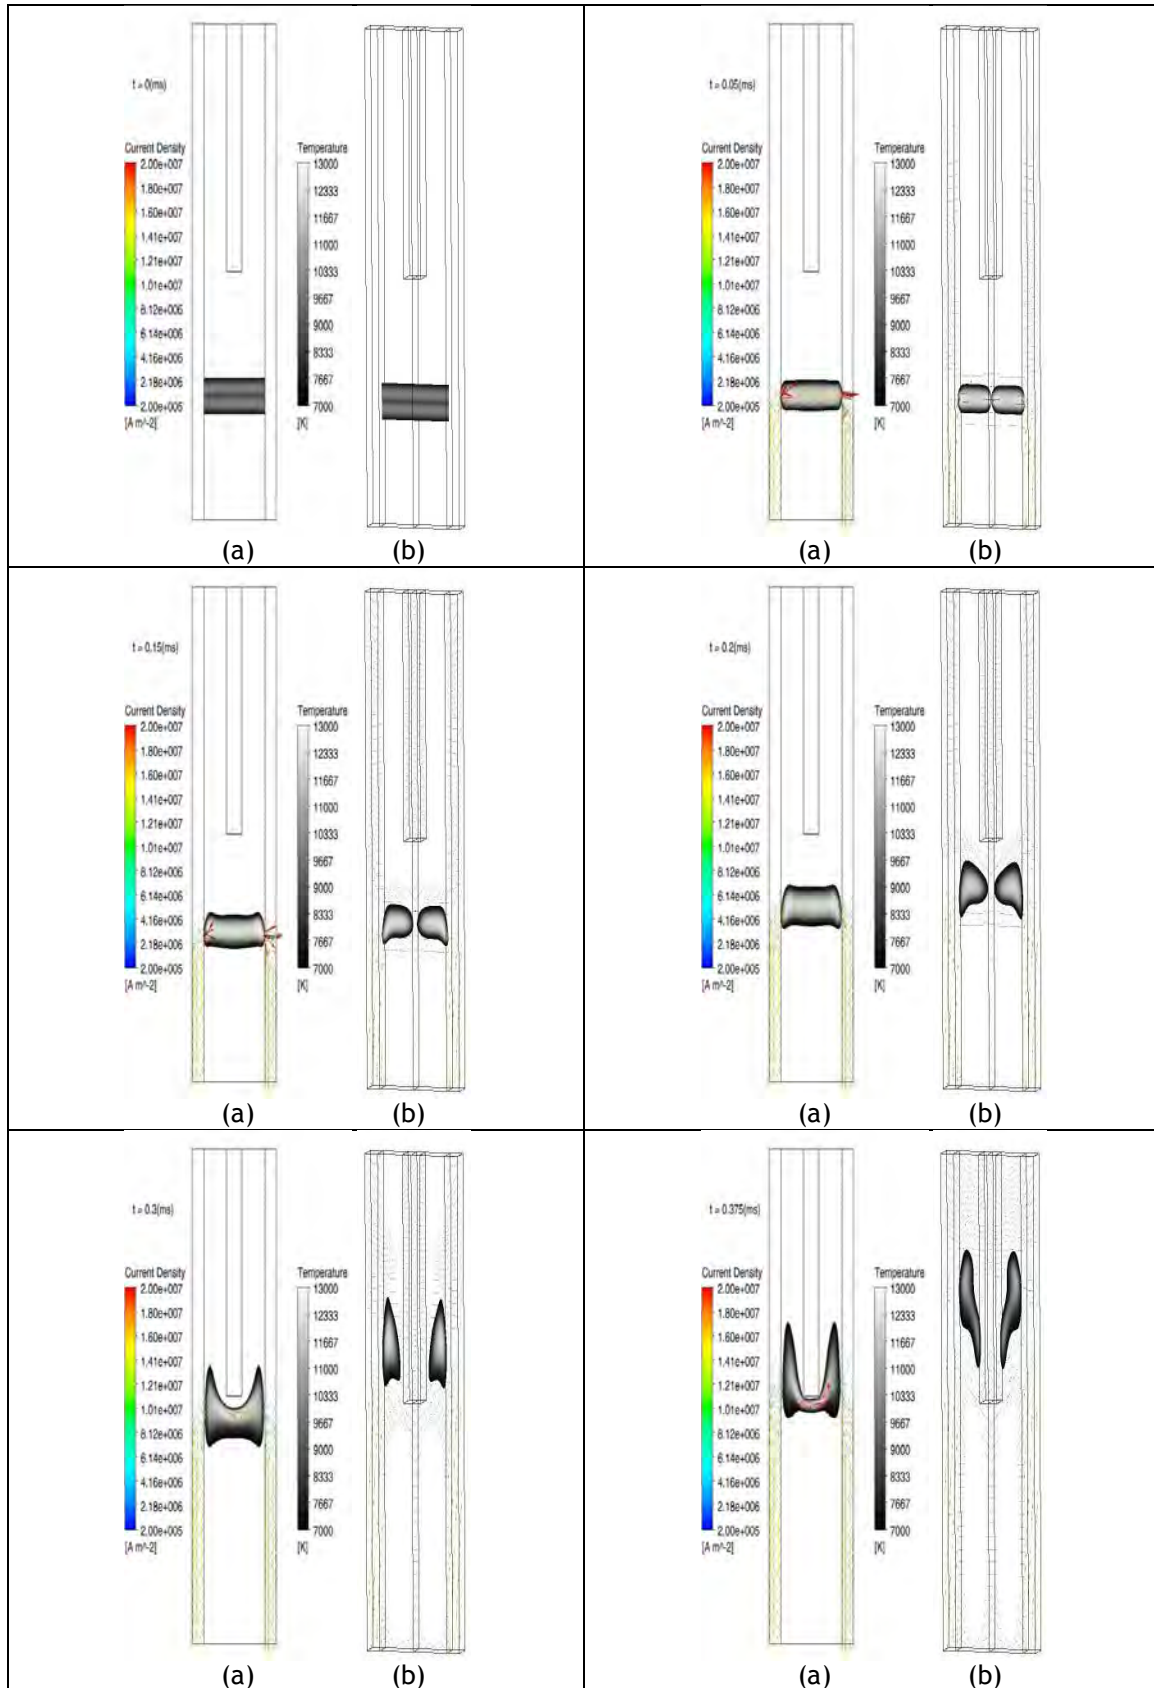 t = 0(ms)
Current Density
2.00e+007
1.80e+007
1.60e+007
1.41e+007
1.21e+007
1.01e+007
8.12e+006
6.14e+006
4.16e+006
2.18e+006
2.00e+005
[A m^-2]
Temperature
13000
12333
11667
11000
10333
9667
9000
8333
7667
7000
[K]
(a) (b)
t = 0.05(ms)
Current Density
2.00e+007
1.80e+007
1.60e+007
1.41e+007
1.21e+007
1.01e+007
8.12e+006
6.14e+006
4.16e+006
2.18e+006
2.00e+005
[A m^-2]
Temperature
13000
12333
11667
11000
10333
9667
9000
8333
7667
7000
[K]
(a) (b)
t = 0.15(ms)
Current Density
2.00e+007
1.80e+007
1.60e+007
1.41e+007
1.21e+007
1.01e+007
8.12e+006
6.14e+006
4.16e+006
2.18e+006
2.00e+005
[A m^-2]
Temperature
13000
12333
11667
11000
10333
9667
9000
8333
7667
7000
[K]
(a) (b)
t = 0.2(ms)
Current Density
2.00e+007
1.80e+007
1.60e+007
1.41e+007
1.21e+007
1.01e+007
8.12e+006
6.14e+006
4.16e+006
2.18e+006
2.00e+005
[A m^-2]
Temperature
13000
12333
11667
11000
10333
9667
9000
8333
7667
7000
[K]
(a) (b)
t = 0.3(ms)
Current Density
2.00e+007
1.80e+007
1.60e+007
1.41e+007
1.21e+007
1.01e+007
8.12e+006
6.14e+006
4.16e+006
2.18e+006
2.00e+005
[A m^-2]
Temperature
13000
12333
11667
11000
10333
9667
9000
8333
7667
7000
[K]
(a) (b)
t = 0.375(ms)
Current Density
2.00e+007
1.80e+007
1.60e+007
1.41e+007
1.21e+007
1.01e+007
8.12e+006
6.14e+006
4.16e+006
2.18e+006
2.00e+005
[A m^-2]
Temperature
13000
12333
11667
11000
10333
9667
9000
8333
7667
7000
[K]
(a) (b)